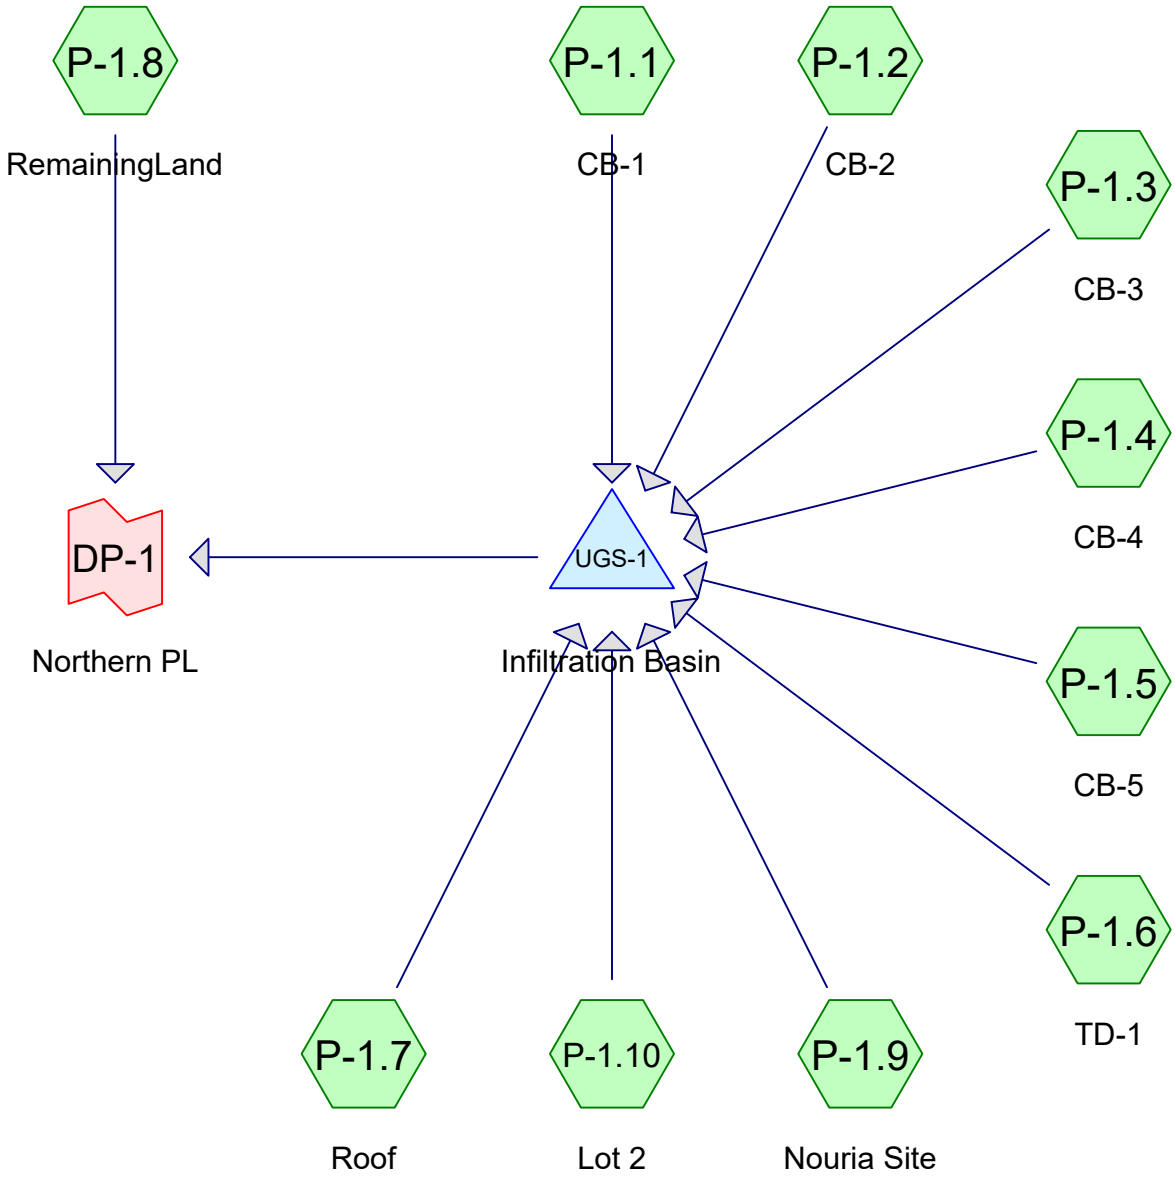 P-1.8
RemainingLand
P-1.1
CB-1
P-1.2
CB-2
P-1.3
CB-3
P-1.4
CB-4
DP-1
Northern PL
UGS-1
Infiltration Basin
P-1.5
CB-5
P-1.6
TD-1
P-1.7
Roof
P-1.10
Lot 2
P-1.9
Nouria Site